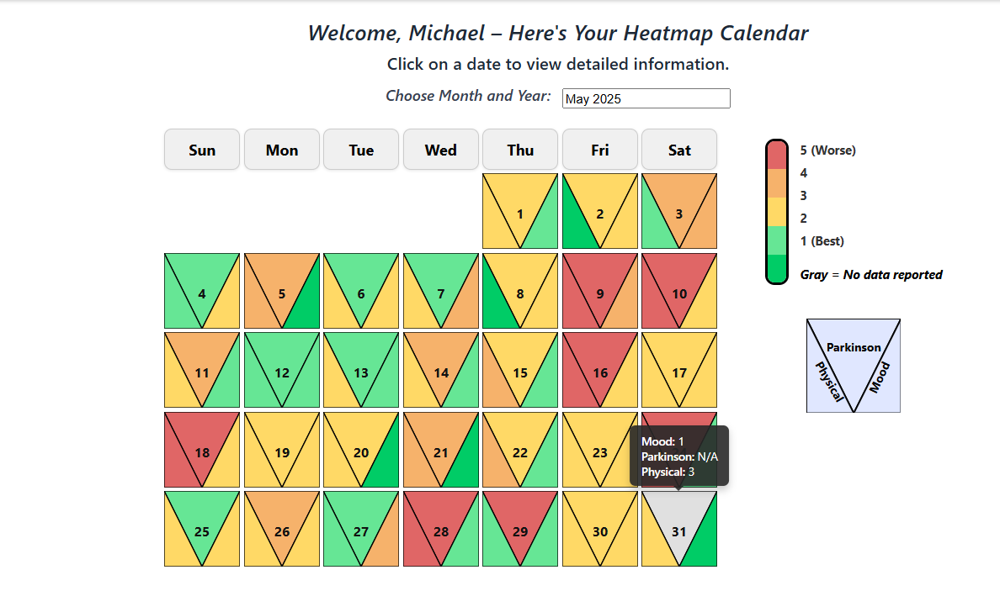 Welcome, Michael – Here's Your Heatmap Calendar
Click on a date to view detailed information.
Choose Month and Year: May 2025
Sun Mon Tue Wed Thu Fri Sat
1 2 3
4 5 6 7 8 9 10
11 12 13 14 15 16 17
18 19 20 21 22 23
25 26 27 28 29 30 31
Mood: 1
Parkinson: N/A
Physical: 3
5 (Worse)
4
3
2
1 (Best)
Gray = No data reported
Parkinson
Physical
Mood